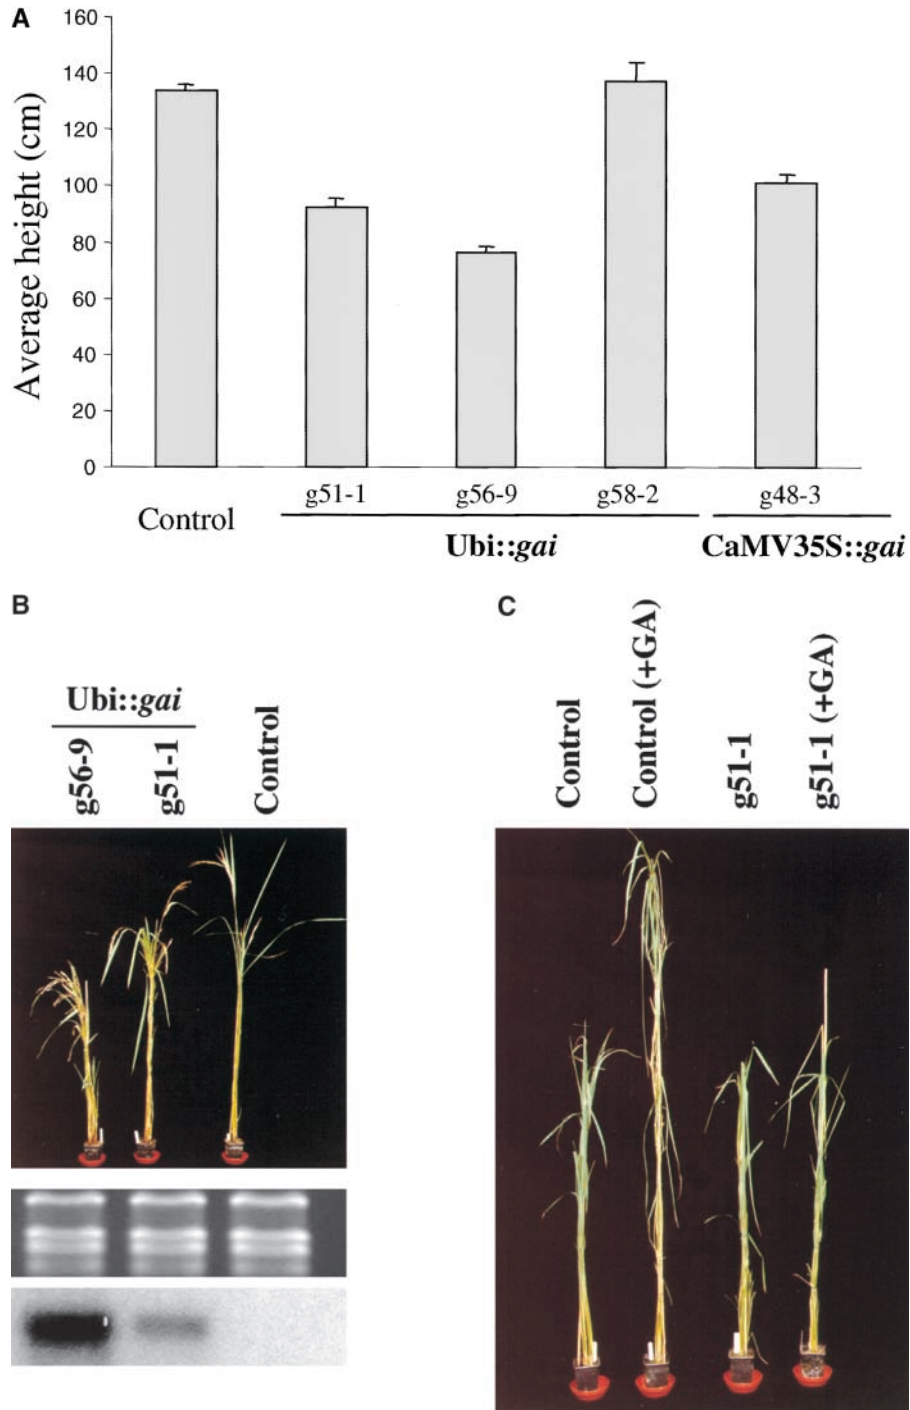 A
Average height (cm)
160
140
120
100
80
60
40
20
0
Control
g51-1
g56-9
g58-2
g48-3
Ubi::gai
CaMV35S::gai
B
Ubi::gai
g56-9
g51-1
Control
C
Control
Control (+GA)
g51-1
g51-1 (+GA)